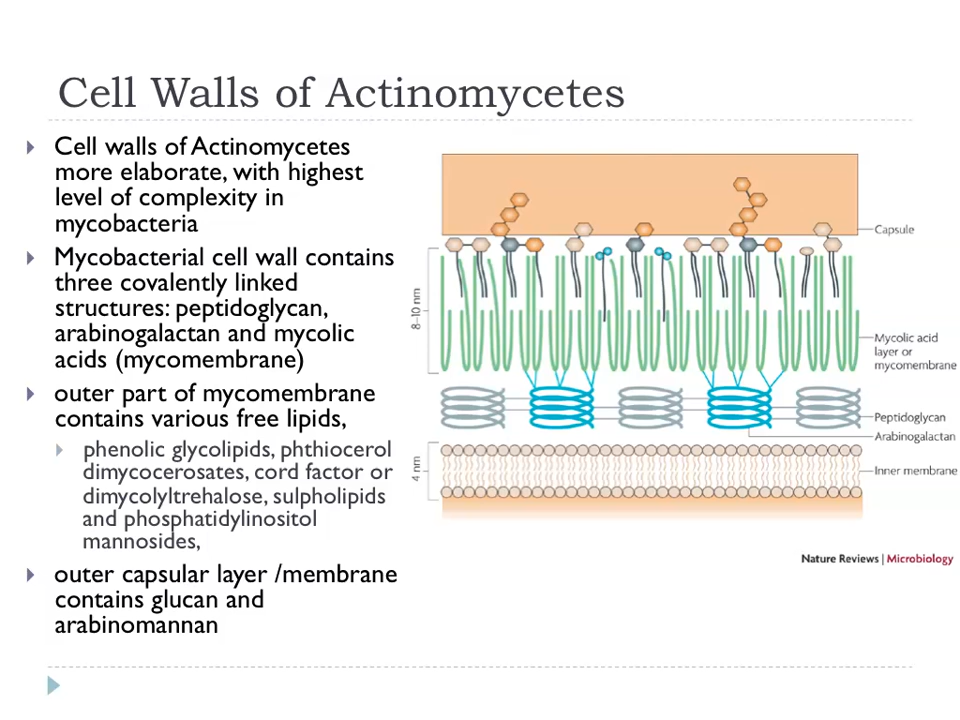 Cell Walls of Actinomycetes
Cell walls of Actinomycetes
more elaborate, with highest
level of complexity in
mycobacteria
Mycobacterial cell wall contains
three covalently linked
structures: peptidoglycan,
arabinogalactan and mycolic
acids (mycomembrane)
outer part of mycomembrane
contains various free lipids,
phenolic glycolipids, phthiocerol
dimycocerosates, cord factor or
dimycolyltrehalose, sulpholipids
and phosphatidylinositol
mannosides,
outer capsular layer /membrane
contains glucan and
arabinomannan
Capsule
8–10 nm
Mycolic acid
layer or
mycomembrane
Peptidoglycan
Arabinogalactan
4 nm
Inner membrane
Nature Reviews | Microbiology